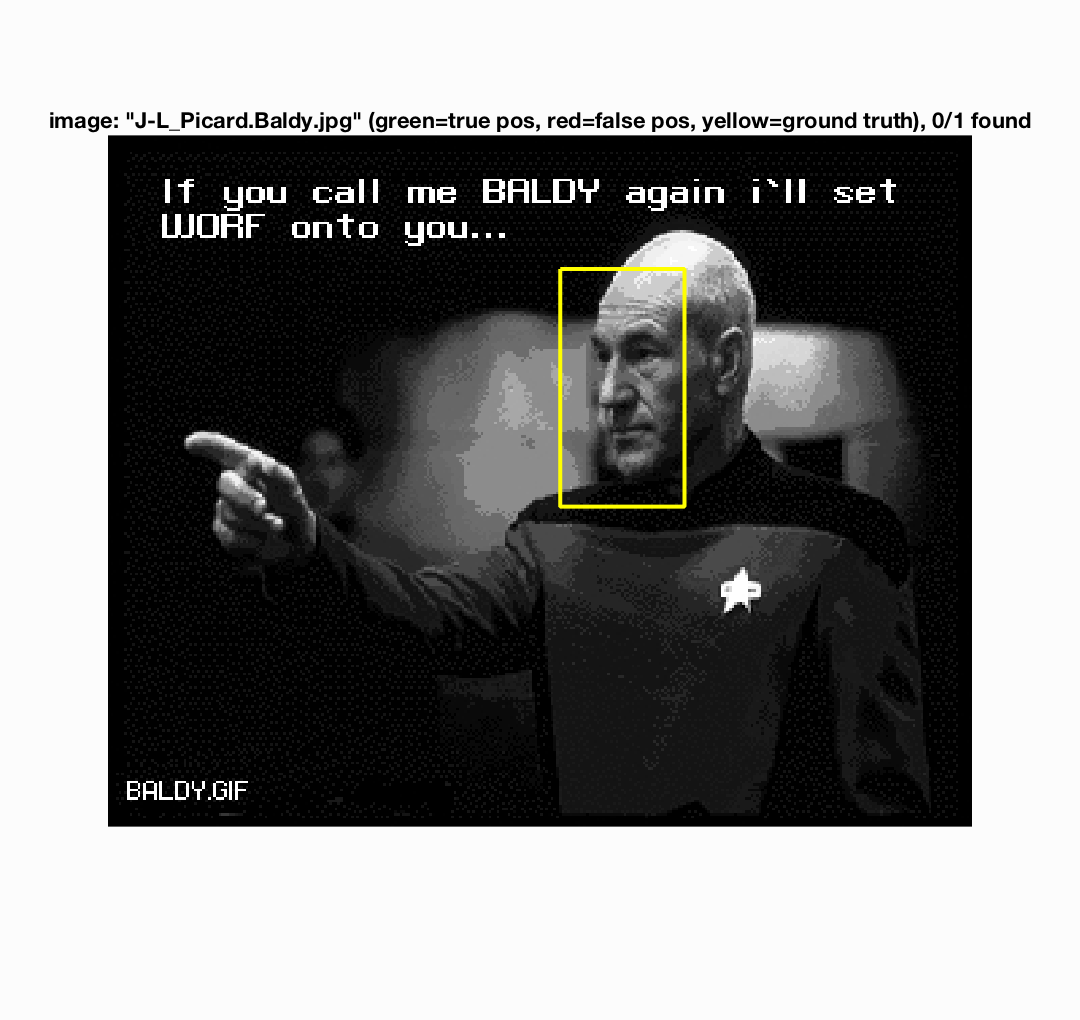 image: "J-L_Picard.Baldy.jpg" (green=true pos, red=false pos, yellow=ground truth), 0/1 found
If you call me BALDY again i`ll set
WORF onto you...
BALDY.GIF